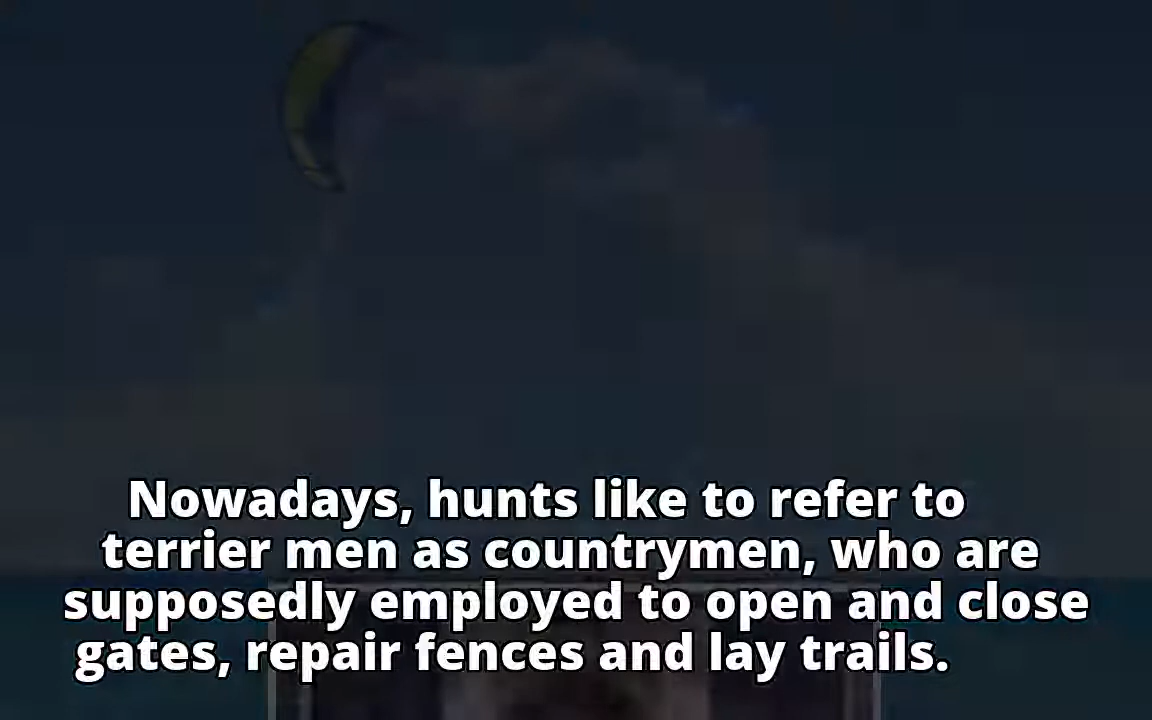 Nowadays, hunts like to refer to
terrier men as countrymen, who are
supposedly employed to open and close
gates, repair fences and lay trails.